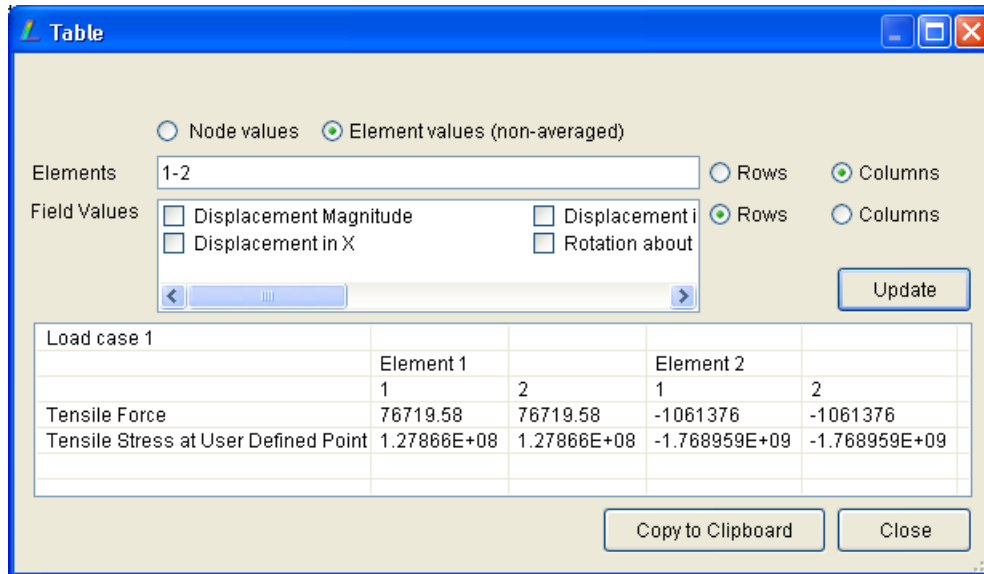 Table
Node values Element values (non-averaged)
Elements 1-2 Rows Columns
Field Values Displacement Magnitude Displacement i Rows Columns
Displacement in X Rotation about
Update
Load case 1
Element 1 Element 2
1 2 1 2
Tensile Force 76719.58 76719.58 -1061376 -1061376
Tensile Stress at User Defined Point 1.27866E+08 1.27866E+08 -1.768959E+09 -1.768959E+09
Copy to Clipboard Close